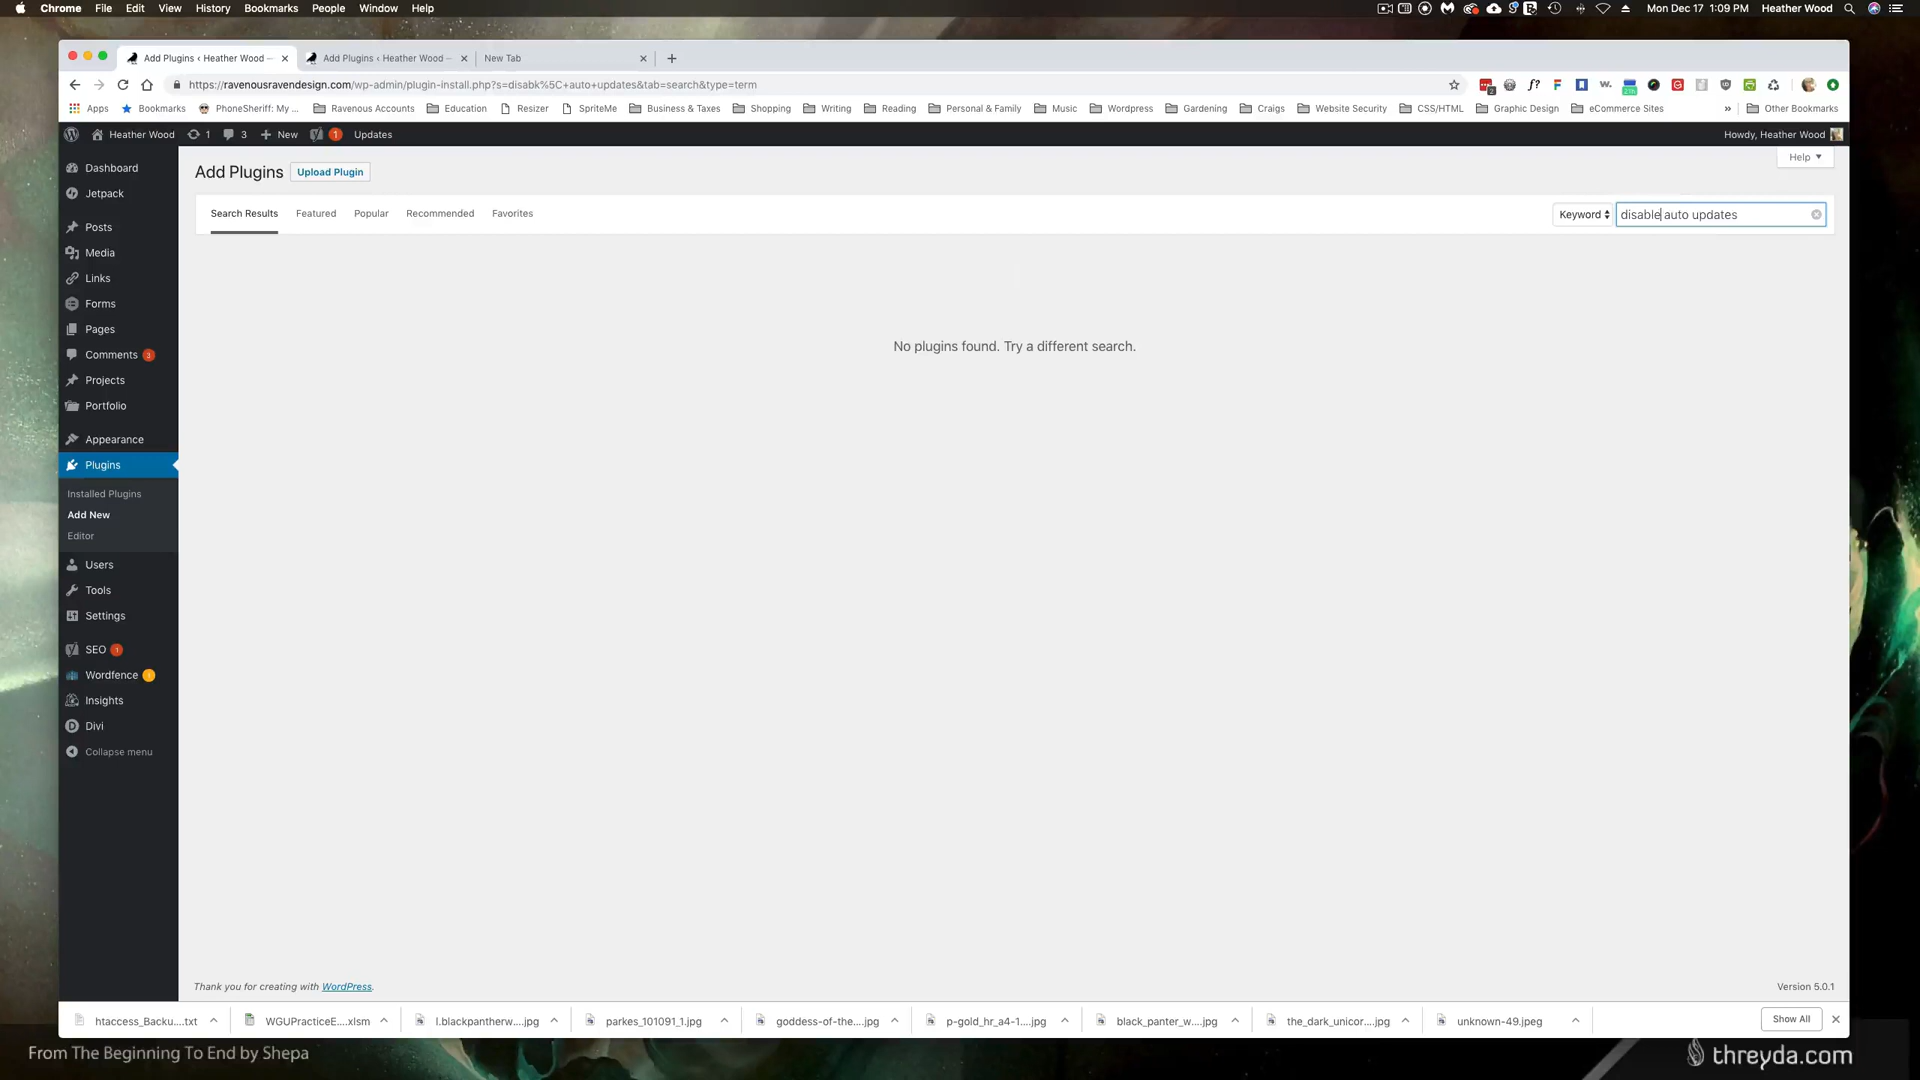 Chrome File Edit View History Bookmarks People Window Help Mon Dec 17 1:09 PM Heather Wood
Add Plugins ‹ Heather Wood — Add Plugins ‹ Heather Wood — New Tab
https://ravenousravendesign.com/wp-admin/plugin-install.php?s=disabk%5C+auto+updates&tab=search&type=term
Apps Bookmarks PhoneSheriff: My ... Ravenous Accounts Education Resizer SpriteMe Business & Taxes Shopping Writing Reading Personal & Family Wordpress Craigs Music Gardening Website Security CSS/HTML Graphic Design eCommerce Sites » Other Bookmarks
Heather Wood 1 3 New 1 Updates Howdy, Heather Wood
Help
Add Plugins Upload Plugin
Search Results Featured Popular Recommended Favorites Keyword disable auto updates
No plugins found. Try a different search.
Dashboard
Jetpack
Posts
Media
Links
Forms
Pages
Comments 3
Projects
Portfolio
Appearance
Plugins
Installed Plugins
Add New
Editor
Users
Tools
Settings
SEO 1
Wordfence !
Insights
Divi
Collapse menu
Thank you for creating with WordPress. Version 5.0.1
htaccess_Backu....txt WGUPracticeE....xlsm l.blackpantherw....jpg parkes_101091_1.jpg goddess-of-the....jpg p-gold_hr_a4-1....jpg black_panter_w....jpg the_dark_unicor....jpg unknown-49.jpeg Show All
From The Beginning To End by Shepa threyda.com